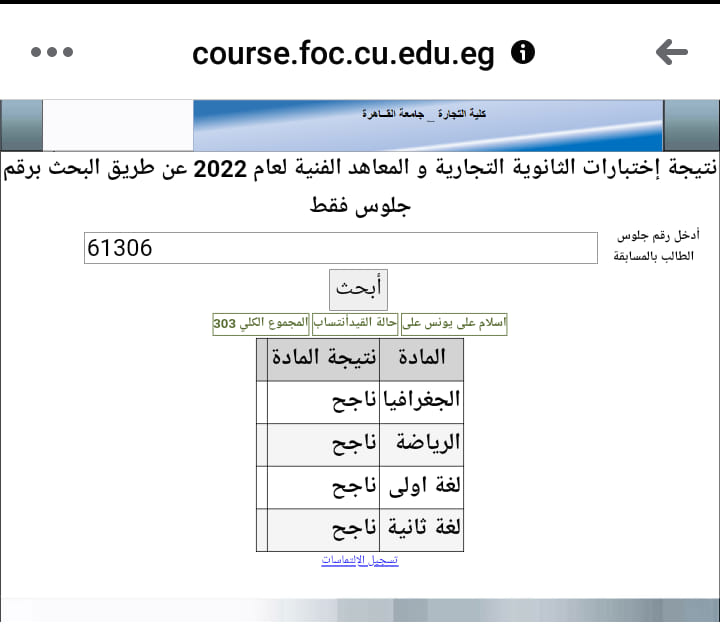 course.foc.cu.edu.eg
كلية التجارة _ جامعة القاهرة
نتيجة إختبارات الثانوية التجارية و المعاهد الفنية لعام 2022 عن طريق البحث برقم
جلوس فقط
أدخل رقم جلوس
الطالب بالمسابقة
61306
أبحث
اسلام على يونس على حالة القيدأنتساب المجموع الكلي 303
المادة نتيجة المادة
الجغرافيا ناجح
الرياضة ناجح
لغة اولى ناجح
لغة ثانية ناجح
تسجيل الإلتماسات